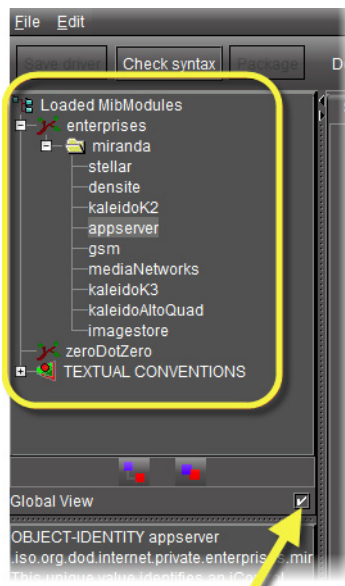 File Edit
Save driver Check syntax Package D
Loaded MibModules
enterprises
miranda
stellar
densite
kaleidoK2
appserver
gsm
mediaNetworks
kaleidoK3
kaleidoAltoQuad
imagestore
zeroDotZero
TEXTUAL CONVENTIONS
Global View
OBJECT-IDENTITY appserver
.iso.org.dod.internet.private.enterprises.mir
This unique value identifies an iCo